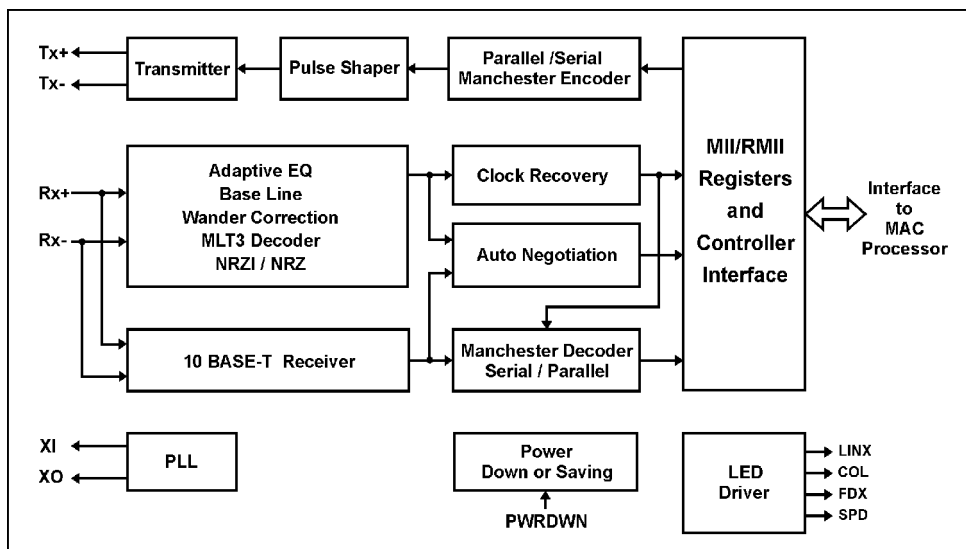 Tx+
Tx-
Transmitter
Pulse Shaper
Parallel /Serial
Manchester Encoder
MII/RMII
Registers
and
Controller
Interface
Interface
to
MAC
Processor
Rx+
Rx-
Adaptive EQ
Base Line
Wander Correction
MLT3 Decoder
NRZI / NRZ
Clock Recovery
Auto Negotiation
10 BASE-T Receiver
Manchester Decoder
Serial / Parallel
XI
XO
PLL
Power
Down or Saving
PWRDWN
LED
Driver
LINX
COL
FDX
SPD